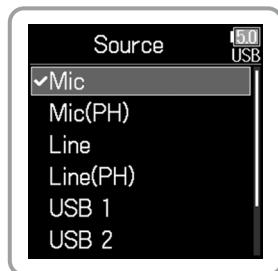 Source
5.0
USB
✔Mic
Mic(PH)
Line
Line(PH)
USB 1
USB 2